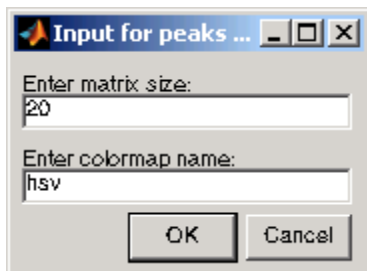 Input for peaks ...
Enter matrix size:
20
Enter colormap name:
hsv
OK
Cancel